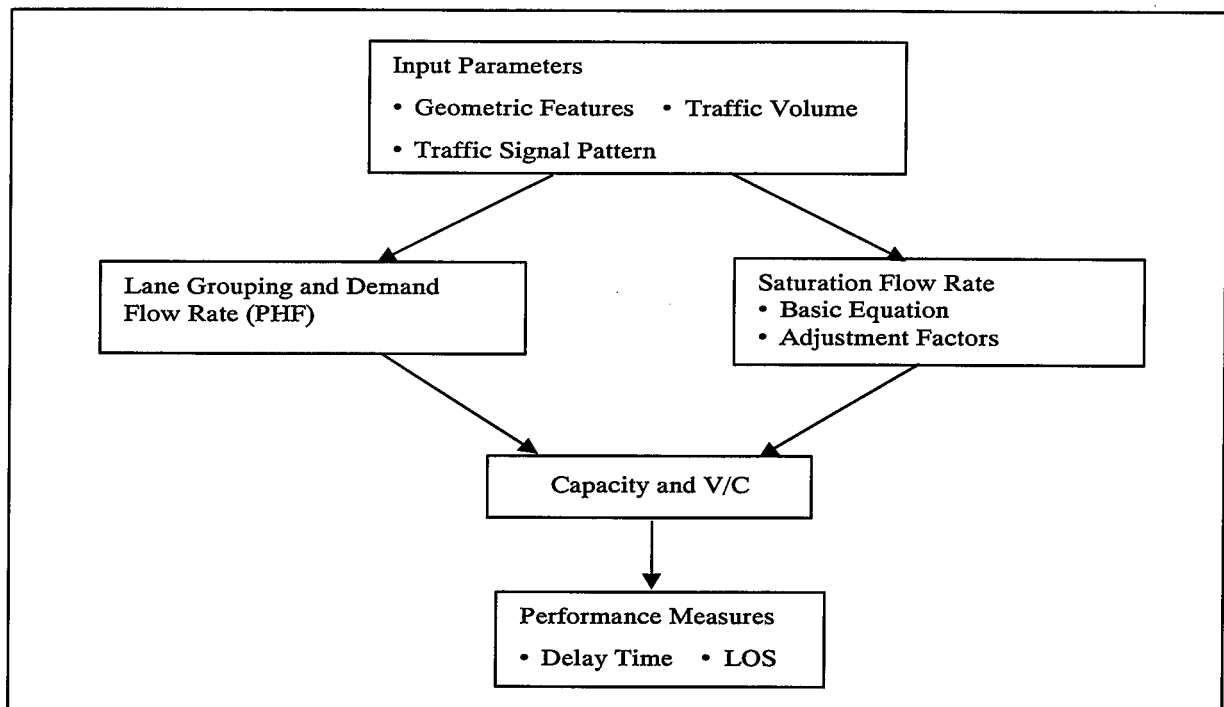 Input Parameters
• Geometric Features • Traffic Volume
• Traffic Signal Pattern
Lane Grouping and Demand
Flow Rate (PHF)
Saturation Flow Rate
• Basic Equation
• Adjustment Factors
Capacity and V/C
Performance Measures
• Delay Time • LOS